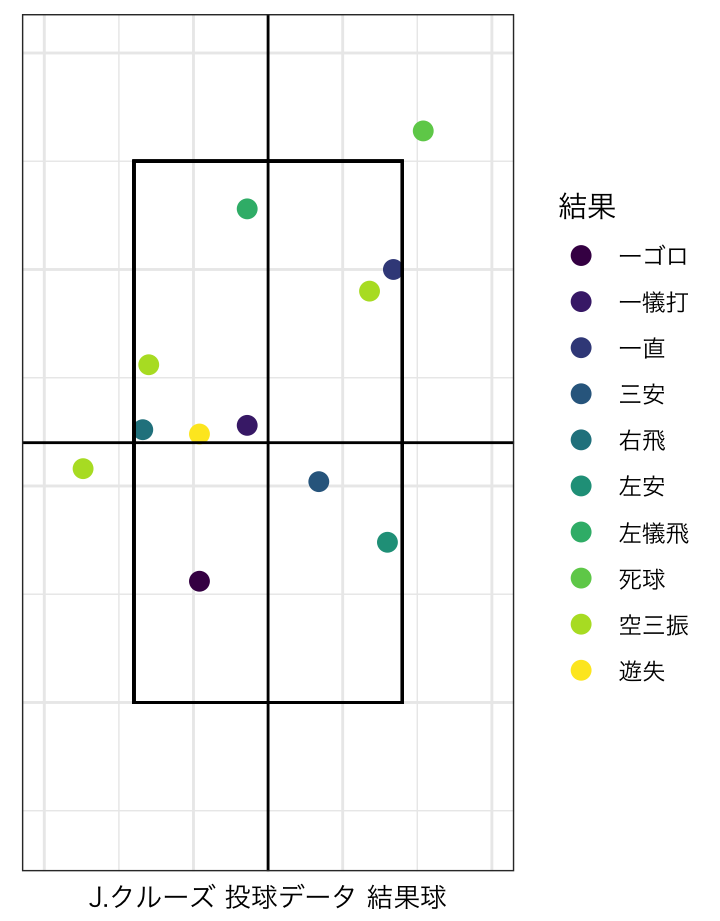 結果
一ゴロ
一犠打
一直
三安
右飛
左安
左犠飛
死球
空三振
遊失
J.クルーズ 投球データ 結果球